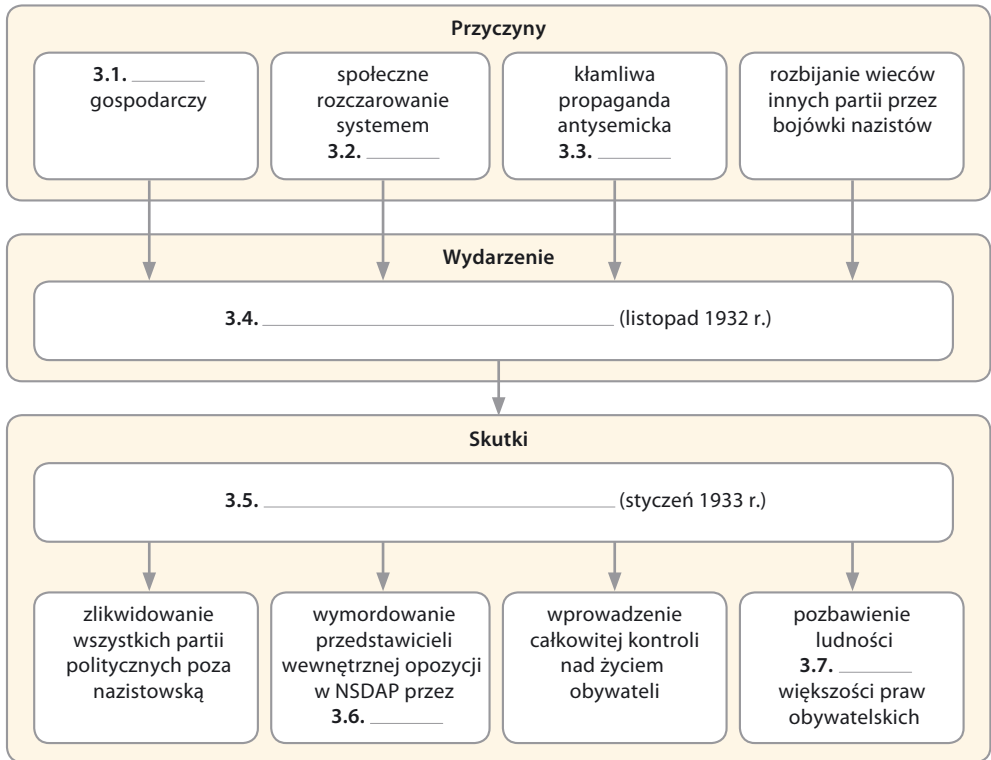 Przyczyny
3.1. ________
gospodarczy
społeczne
rozczarowanie
systemem
3.2. ________
kłamliwa
propaganda
antysemicka
3.3. ________
rozbijanie wieców
innych partii przez
bojówki nazistów
Wydarzenie
3.4. ________________________________________ (listopad 1932 r.)
Skutki
3.5. ________________________________________ (styczeń 1933 r.)
zlikwidowanie
wszystkich partii
politycznych poza
nazistowską
wymordowanie
przedstawicieli
wewnętrznej opozycji
w NSDAP przez
3.6. ________
wprowadzenie
całkowitej kontroli
nad życiem
obywateli
pozbawienie
ludności
3.7. ________
większości praw
obywatelskich